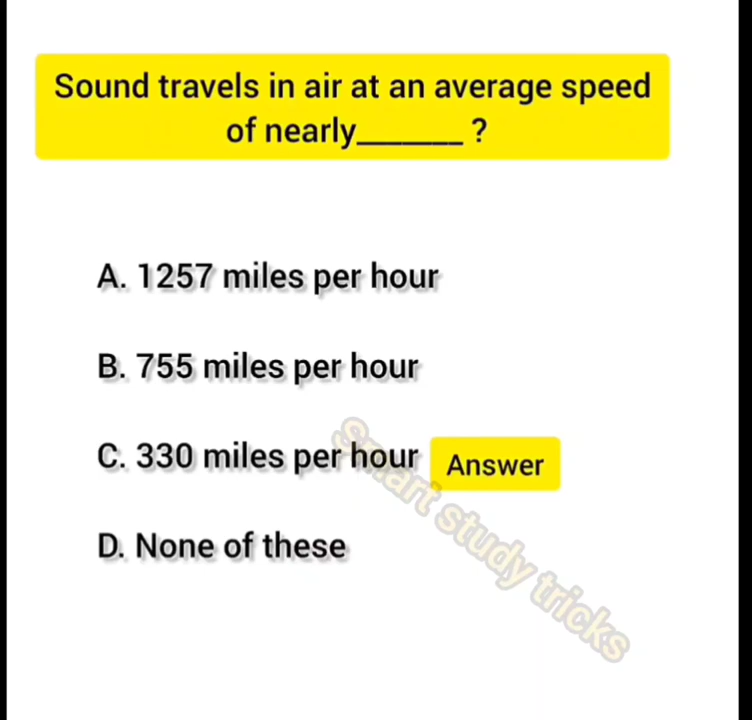 Sound travels in air at an average speed
of nearly_______ ?
A. 1257 miles per hour
B. 755 miles per hour
C. 330 miles per hour Answer
D. None of these
Smart study tricks